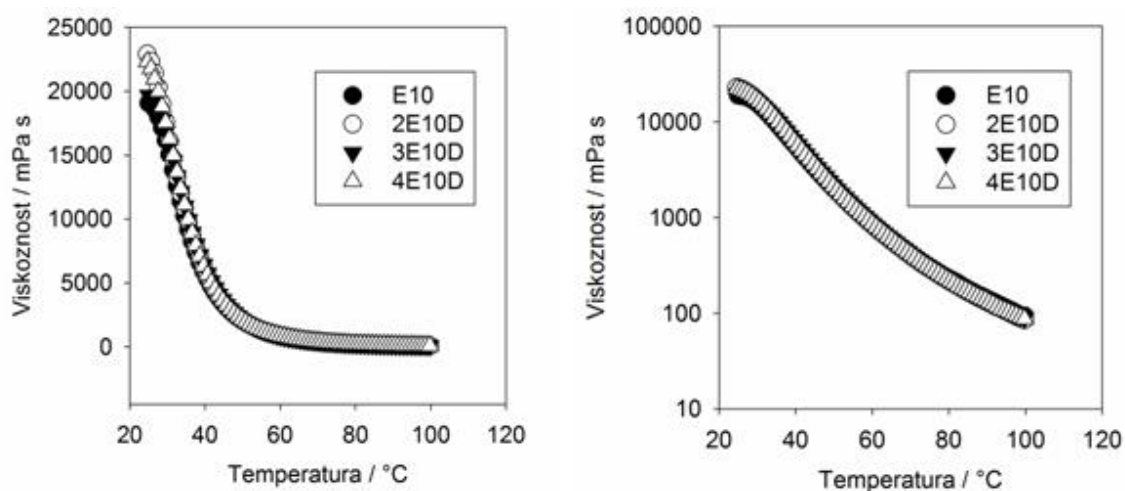 25000
20000
15000
10000
5000
0
Viskoznost / mPa s
E10
2E10D
3E10D
4E10D
20 40 60 80 100 120
Temperatura / °C
100000
10000
1000
100
10
Viskoznost / mPa s
E10
2E10D
3E10D
4E10D
20 40 60 80 100 120
Temperatura / °C